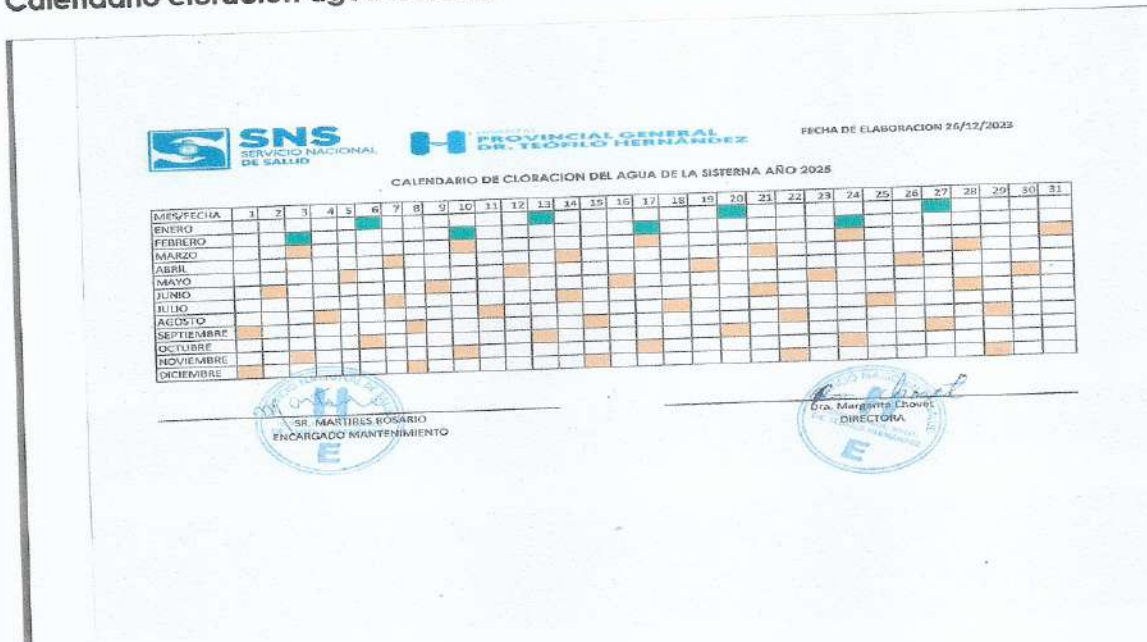 SNS
SERVICIO NACIONAL
DE SALUD
PROVINCIAL GENERAL
DR. TEÓFILO HERNÁNDEZ
FECHA DE ELABORACION 26/12/2023
CALENDARIO DE CLORACION DEL AGUA DE LA SISTERNA AÑO 2025
MES/FECHA 1 2 3 4 5 6 7 8 9 10 11 12 13 14 15 16 17 18 19 20 21 22 23 24 25 26 27 28 29 30 31
ENERO
FEBRERO
MARZO
ABRIL
MAYO
JUNIO
JULIO
AGOSTO
SEPTIEMBRE
OCTUBRE
NOVIEMBRE
DICIEMBRE
SR. MARTIRES ROSARIO
ENCARGADO MANTENIMIENTO
E
Dra. Margarita Chovet
DIRECTORA
E